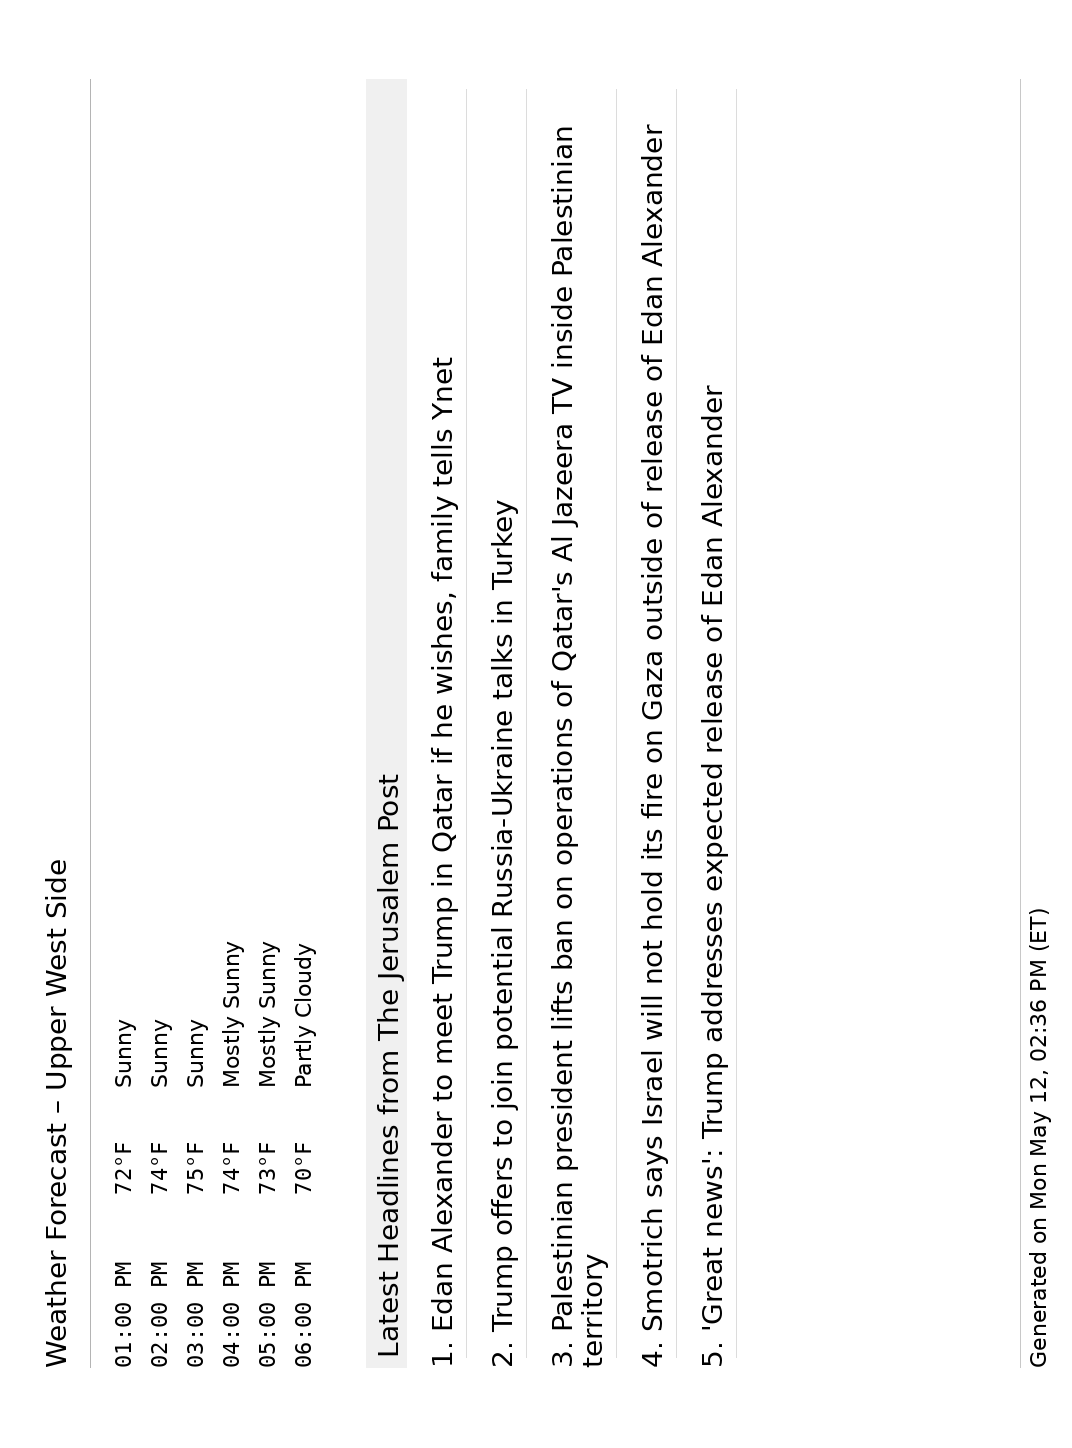 Weather Forecast – Upper West Side
01:00 PM 72°F Sunny
02:00 PM 74°F Sunny
03:00 PM 75°F Sunny
04:00 PM 74°F Mostly Sunny
05:00 PM 73°F Mostly Sunny
06:00 PM 70°F Partly Cloudy
Latest Headlines from The Jerusalem Post
1. Edan Alexander to meet Trump in Qatar if he wishes, family tells Ynet
2. Trump offers to join potential Russia-Ukraine talks in Turkey
3. Palestinian president lifts ban on operations of Qatar's Al Jazeera TV inside Palestinian
territory
4. Smotrich says Israel will not hold its fire on Gaza outside of release of Edan Alexander
5. 'Great news': Trump addresses expected release of Edan Alexander
Generated on Mon May 12, 02:36 PM (ET)